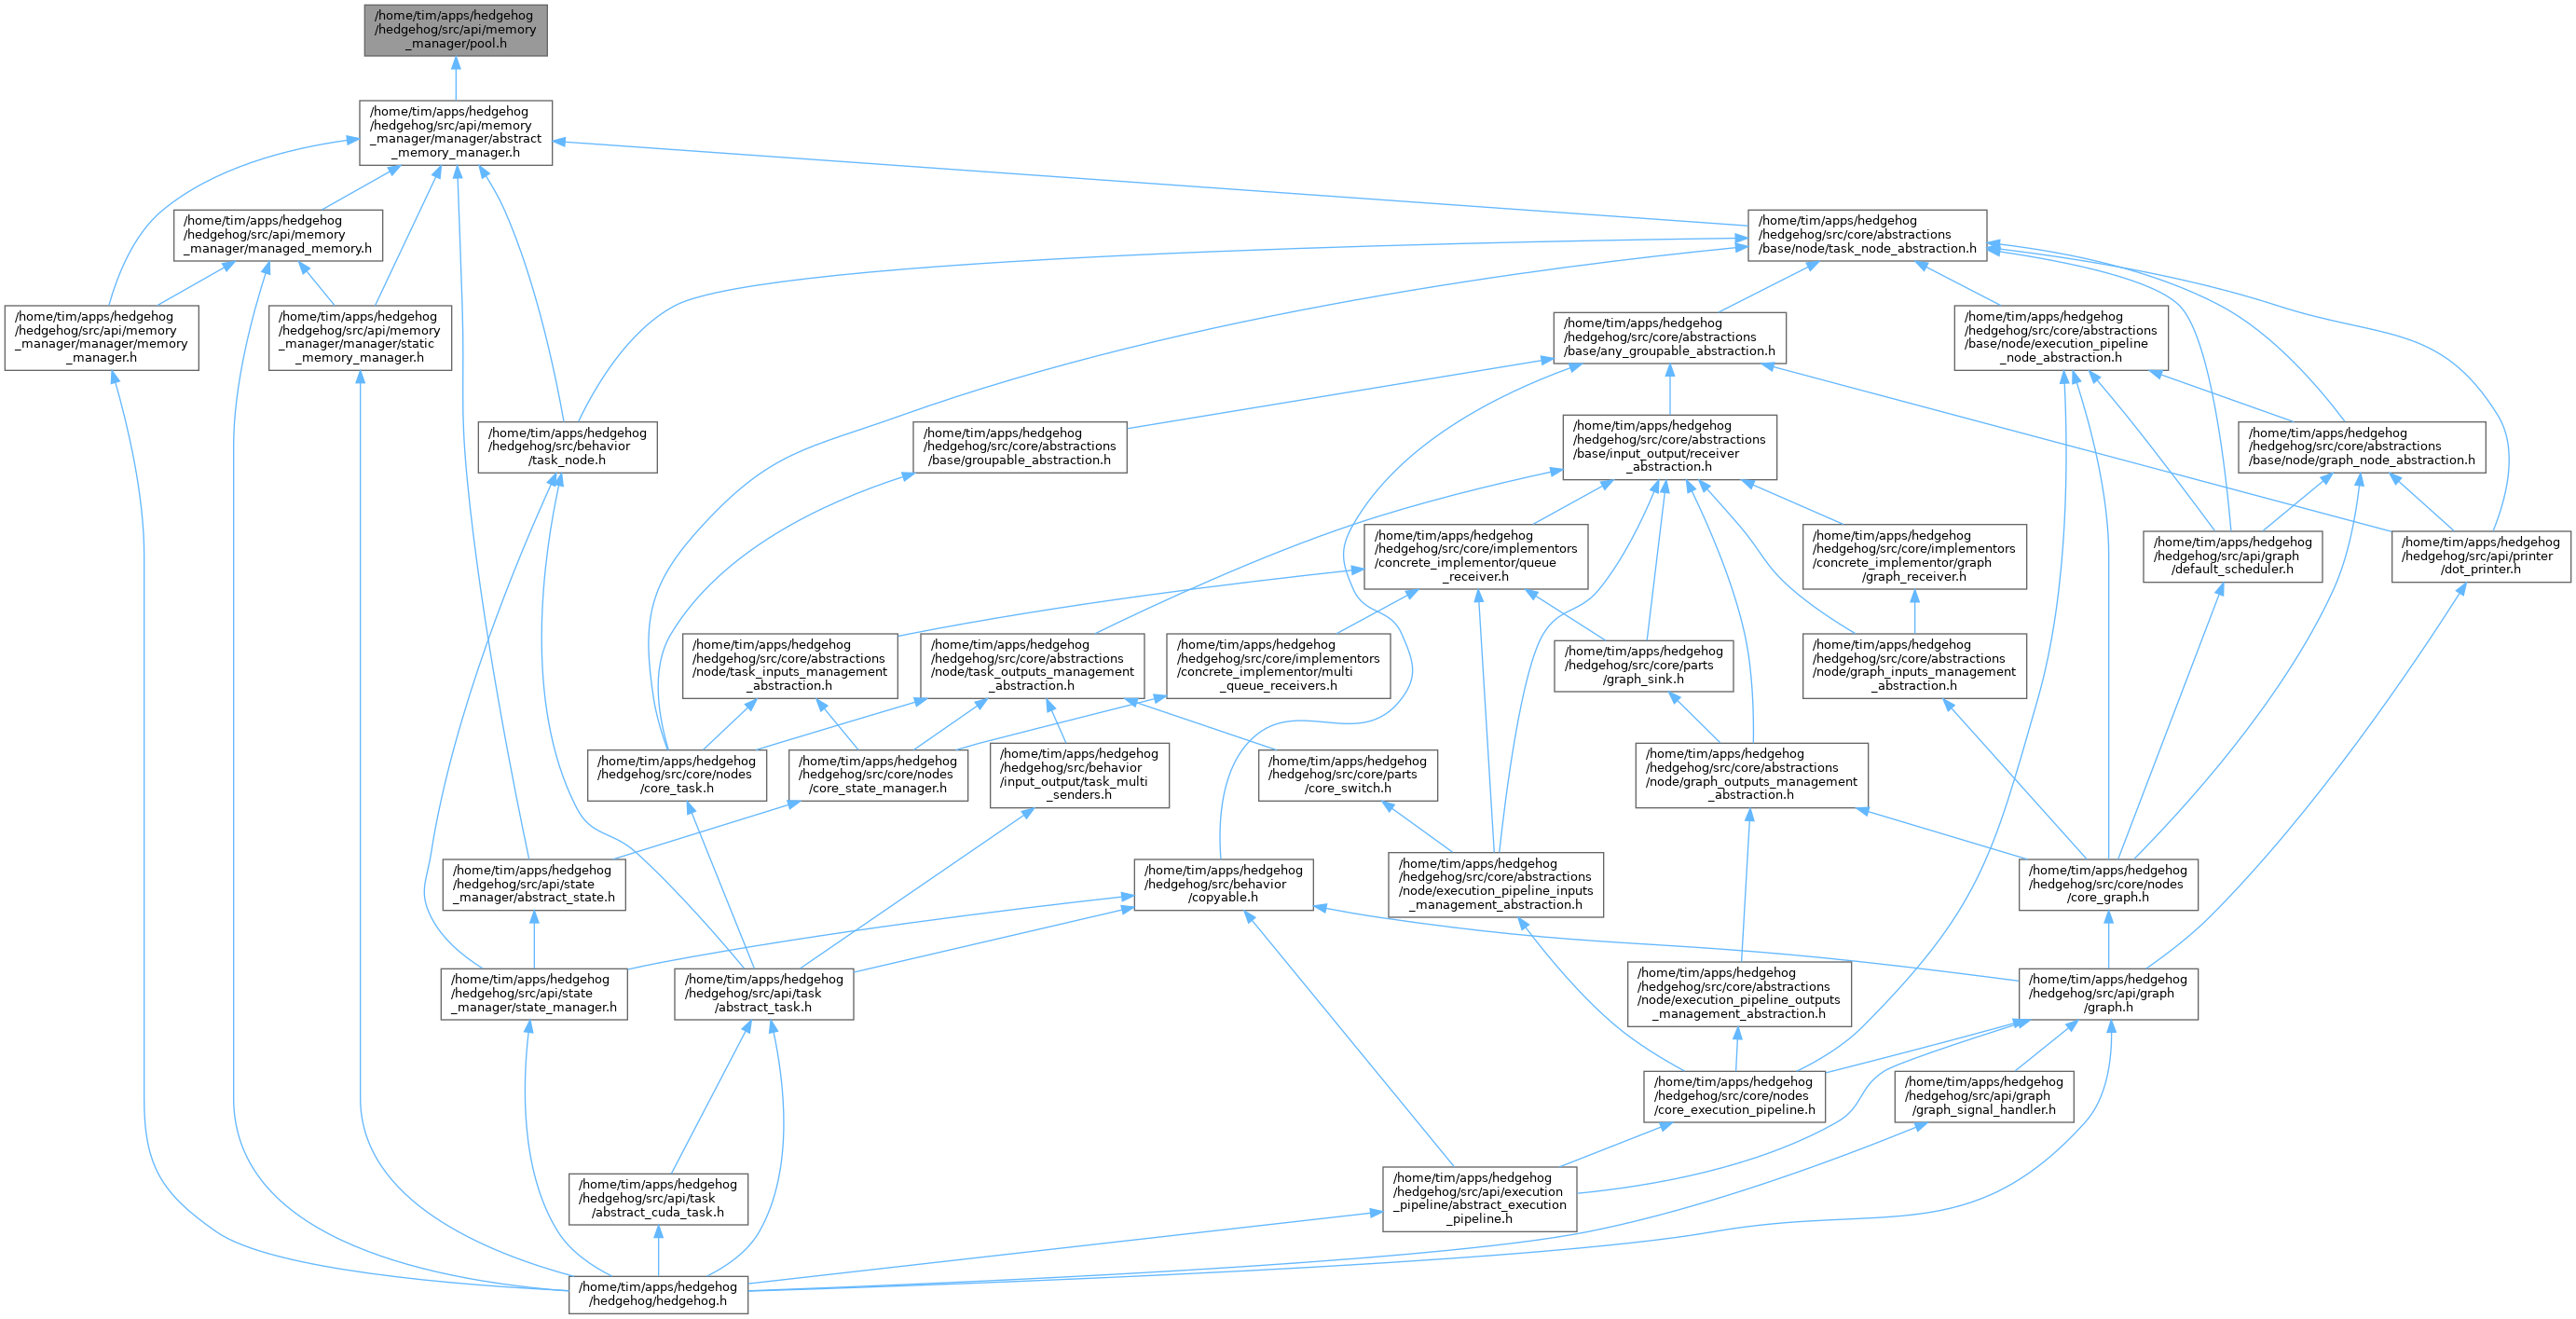 /home/tim/apps/hedgehog
/hedgehog/src/api/memory
_manager/pool.h
/home/tim/apps/hedgehog
/hedgehog/src/api/memory
_manager/manager/abstract
_memory_manager.h
/home/tim/apps/hedgehog
/hedgehog/src/api/memory
_manager/managed_memory.h
/home/tim/apps/hedgehog
/hedgehog/src/core/abstractions
/base/node/task_node_abstraction.h
/home/tim/apps/hedgehog
/hedgehog/src/api/memory
_manager/manager/memory
_manager.h
/home/tim/apps/hedgehog
/hedgehog/src/api/memory
_manager/manager/static
_memory_manager.h
/home/tim/apps/hedgehog
/hedgehog/src/core/abstractions
/base/any_groupable_abstraction.h
/home/tim/apps/hedgehog
/hedgehog/src/core/abstractions
/base/node/execution_pipeline
_node_abstraction.h
/home/tim/apps/hedgehog
/hedgehog/src/behavior
/task_node.h
/home/tim/apps/hedgehog
/hedgehog/src/core/abstractions
/base/groupable_abstraction.h
/home/tim/apps/hedgehog
/hedgehog/src/core/abstractions
/base/input_output/receiver
_abstraction.h
/home/tim/apps/hedgehog
/hedgehog/src/core/abstractions
/base/node/graph_node_abstraction.h
/home/tim/apps/hedgehog
/hedgehog/src/core/implementors
/concrete_implementor/queue
_receiver.h
/home/tim/apps/hedgehog
/hedgehog/src/core/implementors
/concrete_implementor/graph
/graph_receiver.h
/home/tim/apps/hedgehog
/hedgehog/src/api/graph
/default_scheduler.h
/home/tim/apps/hedgehog
/hedgehog/src/api/printer
/dot_printer.h
/home/tim/apps/hedgehog
/hedgehog/src/core/abstractions
/node/task_inputs_management
_abstraction.h
/home/tim/apps/hedgehog
/hedgehog/src/core/abstractions
/node/task_outputs_management
_abstraction.h
/home/tim/apps/hedgehog
/hedgehog/src/core/implementors
/concrete_implementor/multi
_queue_receivers.h
/home/tim/apps/hedgehog
/hedgehog/src/core/parts
/graph_sink.h
/home/tim/apps/hedgehog
/hedgehog/src/core/abstractions
/node/graph_inputs_management
_abstraction.h
/home/tim/apps/hedgehog
/hedgehog/src/core/nodes
/core_task.h
/home/tim/apps/hedgehog
/hedgehog/src/core/nodes
/core_state_manager.h
/home/tim/apps/hedgehog
/hedgehog/src/behavior
/input_output/task_multi
_senders.h
/home/tim/apps/hedgehog
/hedgehog/src/core/parts
/core_switch.h
/home/tim/apps/hedgehog
/hedgehog/src/core/abstractions
/node/graph_outputs_management
_abstraction.h
/home/tim/apps/hedgehog
/hedgehog/src/api/state
_manager/abstract_state.h
/home/tim/apps/hedgehog
/hedgehog/src/behavior
/copyable.h
/home/tim/apps/hedgehog
/hedgehog/src/core/abstractions
/node/execution_pipeline_inputs
_management_abstraction.h
/home/tim/apps/hedgehog
/hedgehog/src/core/nodes
/core_graph.h
/home/tim/apps/hedgehog
/hedgehog/src/api/state
_manager/state_manager.h
/home/tim/apps/hedgehog
/hedgehog/src/api/task
/abstract_task.h
/home/tim/apps/hedgehog
/hedgehog/src/core/abstractions
/node/execution_pipeline_outputs
_management_abstraction.h
/home/tim/apps/hedgehog
/hedgehog/src/api/graph
/graph.h
/home/tim/apps/hedgehog
/hedgehog/src/core/nodes
/core_execution_pipeline.h
/home/tim/apps/hedgehog
/hedgehog/src/api/graph
/graph_signal_handler.h
/home/tim/apps/hedgehog
/hedgehog/src/api/task
/abstract_cuda_task.h
/home/tim/apps/hedgehog
/hedgehog/src/api/execution
_pipeline/abstract_execution
_pipeline.h
/home/tim/apps/hedgehog
/hedgehog/hedgehog.h